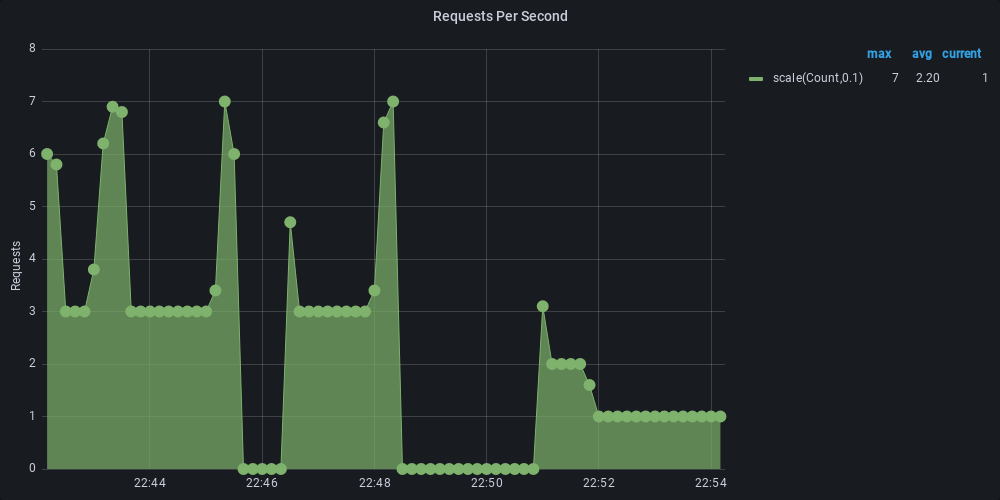 Requests Per Second
max avg current
scale(Count,0.1) 7 2.20 1
Requests
8
7
6
5
4
3
2
1
0
22:44 22:46 22:48 22:50 22:52 22:54